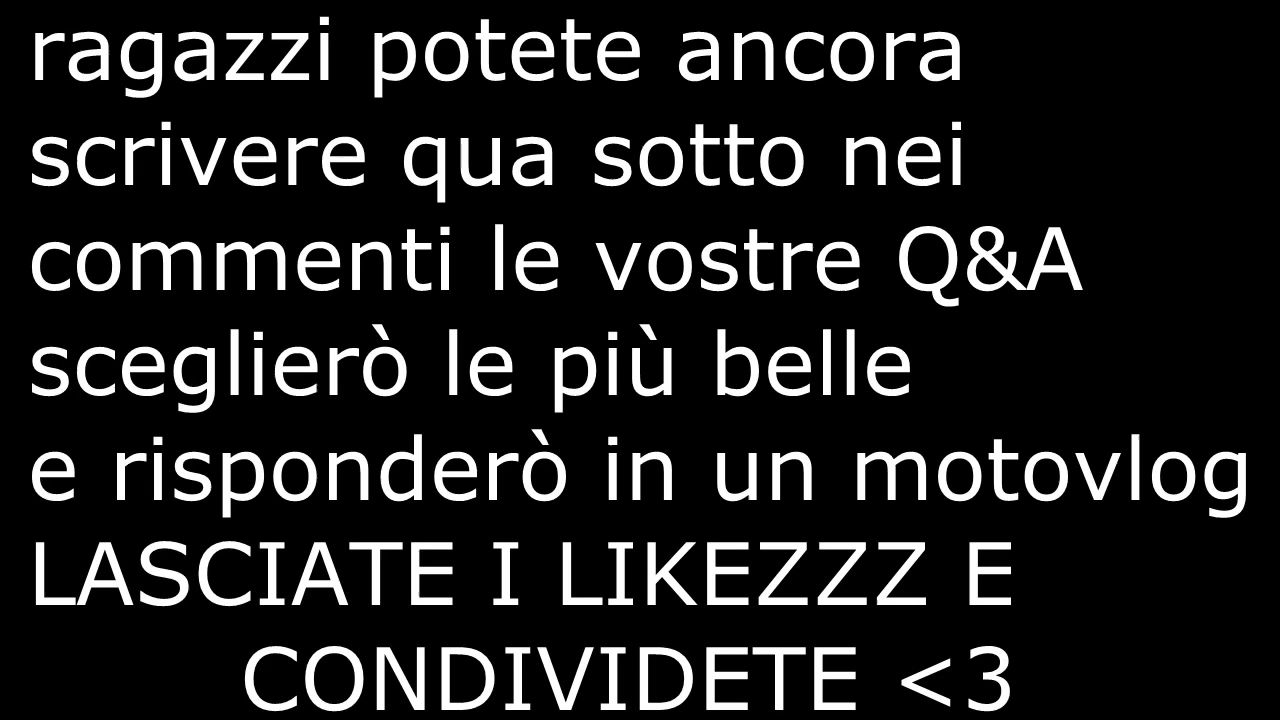 ragazzi potete ancora
scrivere qua sotto nei
commenti le vostre Q&A
sceglierò le più belle
e risponderò in un motovlog
LASCIATE I LIKEZZZ E
CONDIVIDETE <3